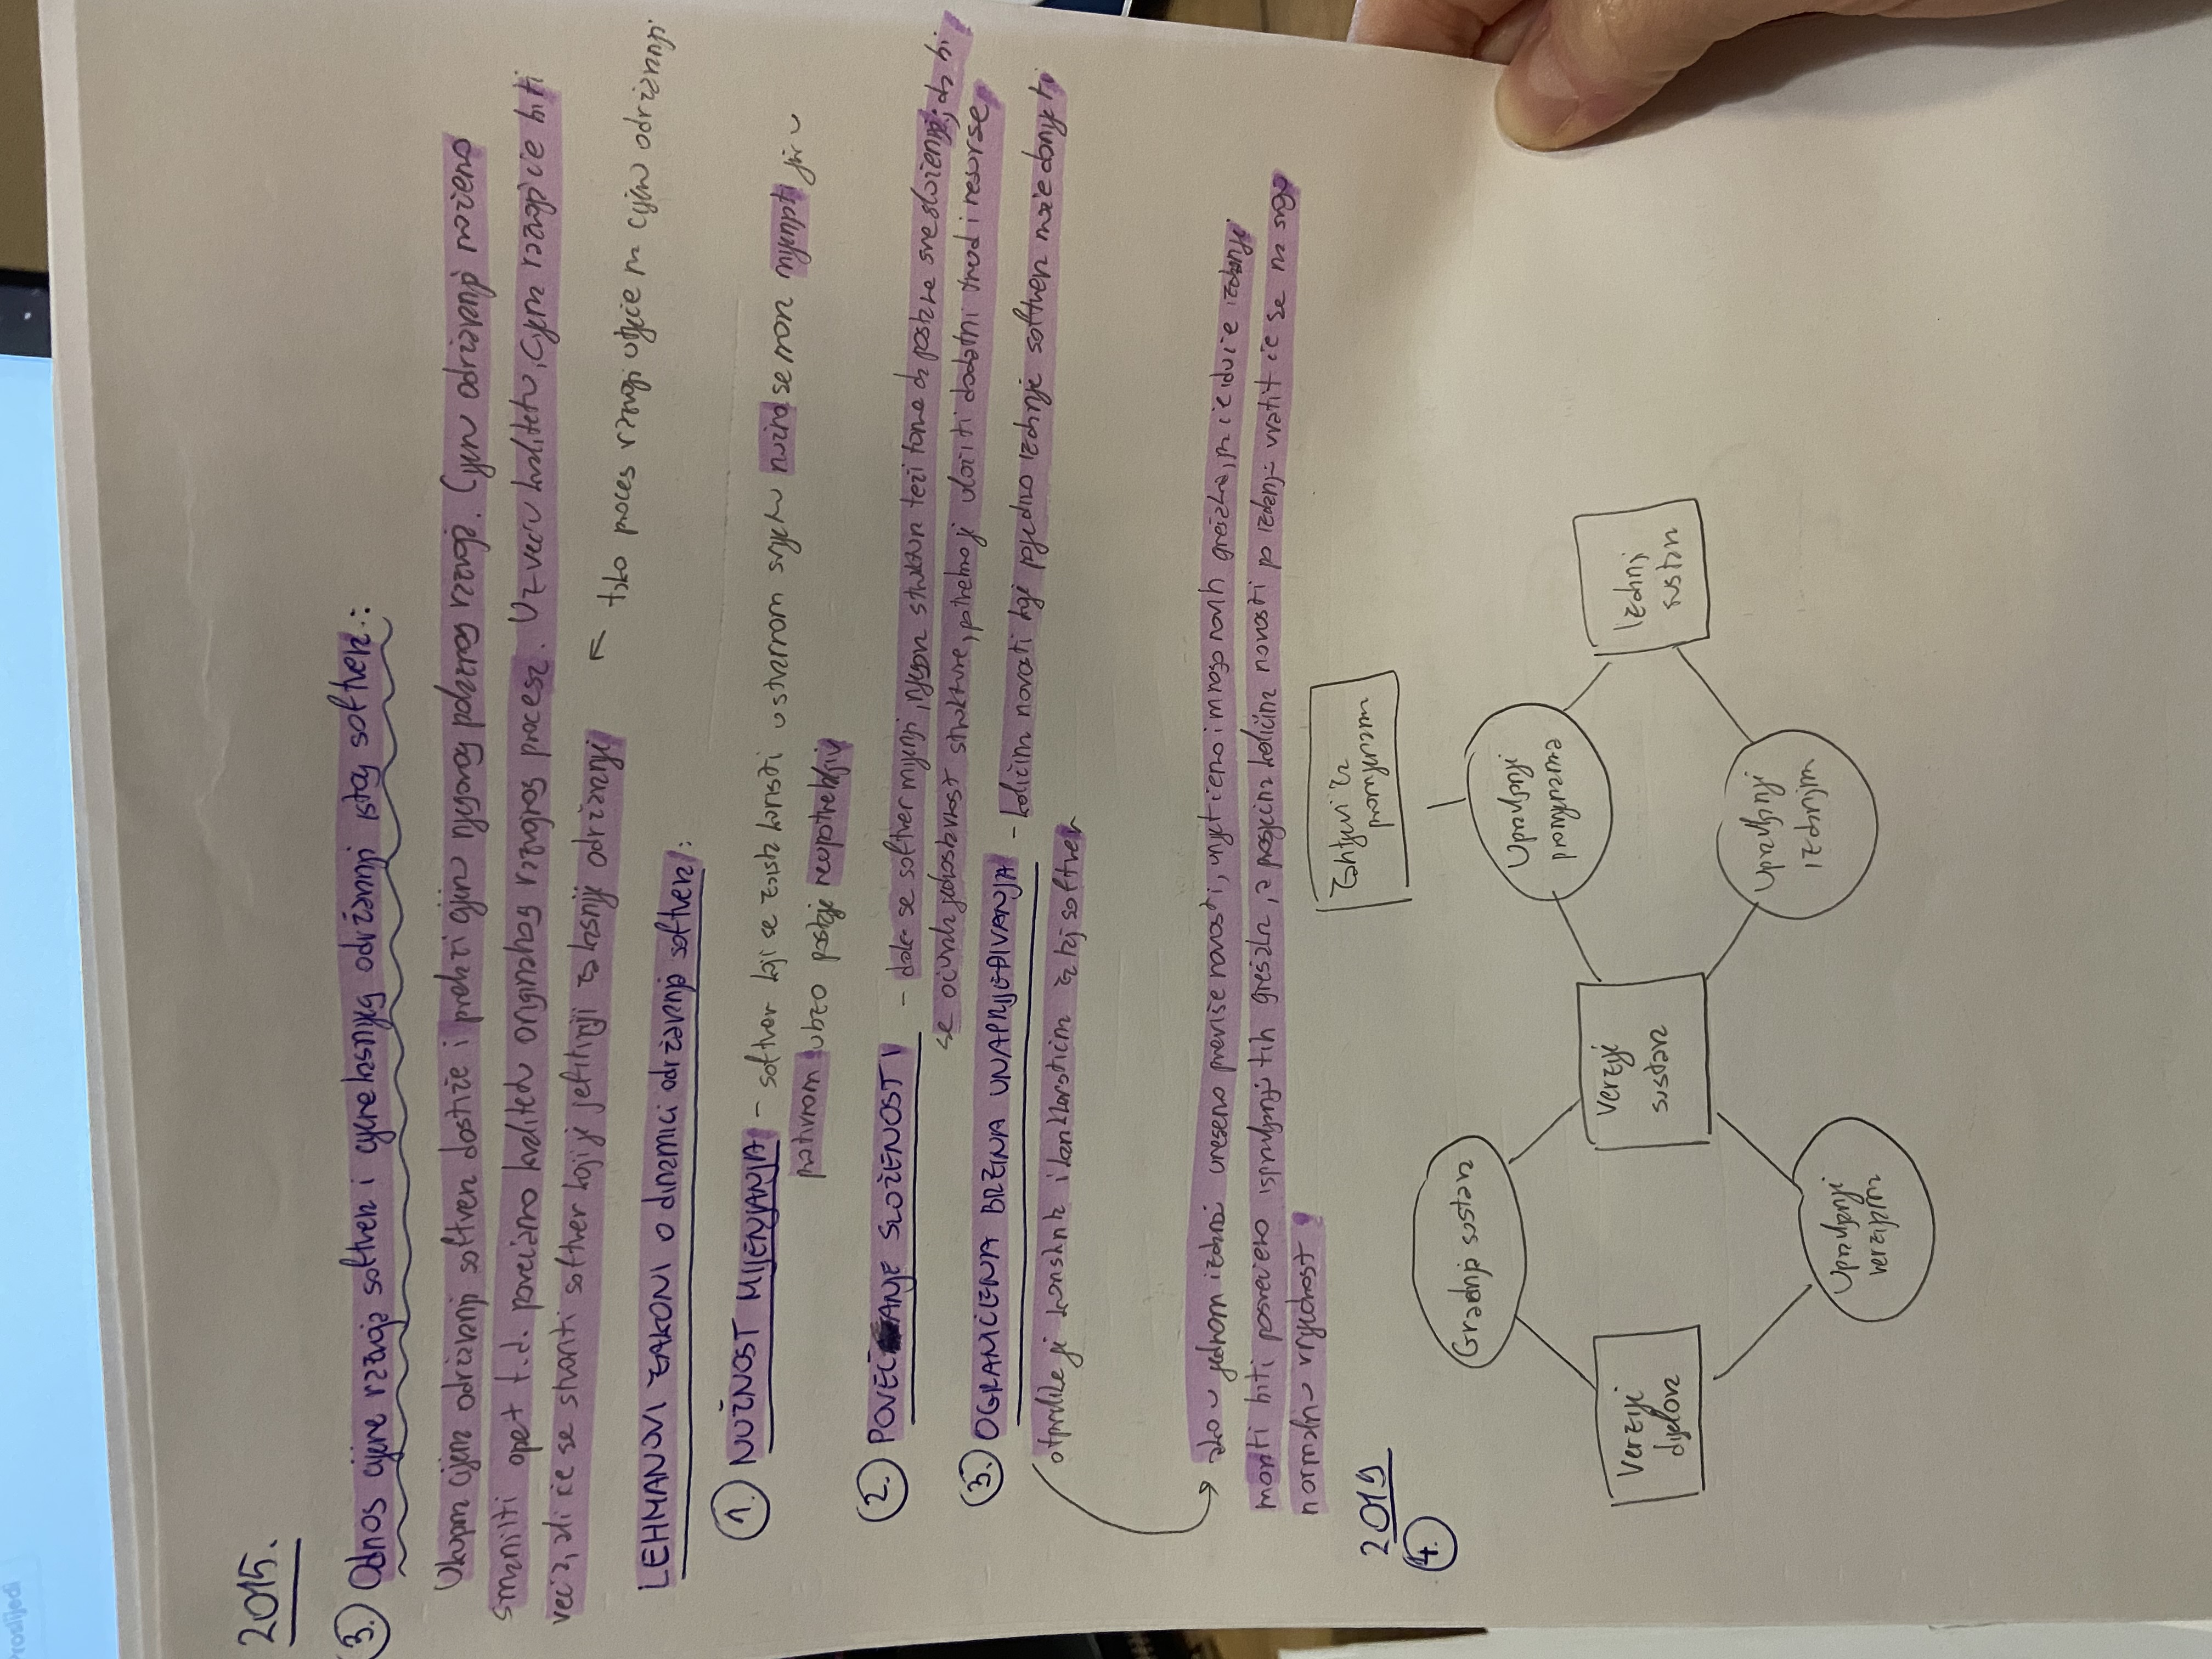 Proslijedi
2015.
3. Odnos cijene razvoja softvera i cijene kasnijeg održavanja istog softvera:
Ukupna cijena održavanja softvera dostiže i prelazi cijenu njegovog polaznog razvoja. Cijenu održavanja možemo
smanjiti opet t.d. povećamo kvalitetu originalnog razvojnog procesa. Uz veću kvalitetu, cijena razvoja će biti
veća, ali će se stvoriti softver koji je jeftiniji za kasnije održavanje
← tako proces razvoja utječe na cijenu održavanja
LEHMANOVI ZAKONI o dinamici održavanja softvera:
1. NUŽNOST MIJENJANJA - softver koji se zaista koristi u stvarnom svijetu nužno se mora mijenjati jer u
protivnom ubrzo postaje neupotrebljiv
2. POVEĆANJE SLOŽENOSTI - dok se softver mijenja, njegova struktura teži tome da postane sve složenija; da bi
se očuvala jednostavnost strukture, potrebno je uložiti dodatni trud i resurse
3. OGRANIČENA BRZINA UNAPRIJEĐIVANJA - količina novosti koje pojedino izdanje softvera može donijeti
otprilike je konstanta i karakteristična za taj softver
→ ako u jednom izdanju uneseno previše novosti, unijet ćemo i mnogo novih grešaka, pa će iduće izdanje
morati biti posvećeno ispravljanju tih grešaka, a prosječna količina novosti po izdanju vratit će se na svoju
normalnu vrijednost
2019
4.
Zahtjevi za
promjenama
Gradnja sustava
Upravljanje
promjenama
Verzije
dijelova
Verzije
sustava
Izdanja
sustava
Upravljanje
izdanjima
Upravljanje
verzijama